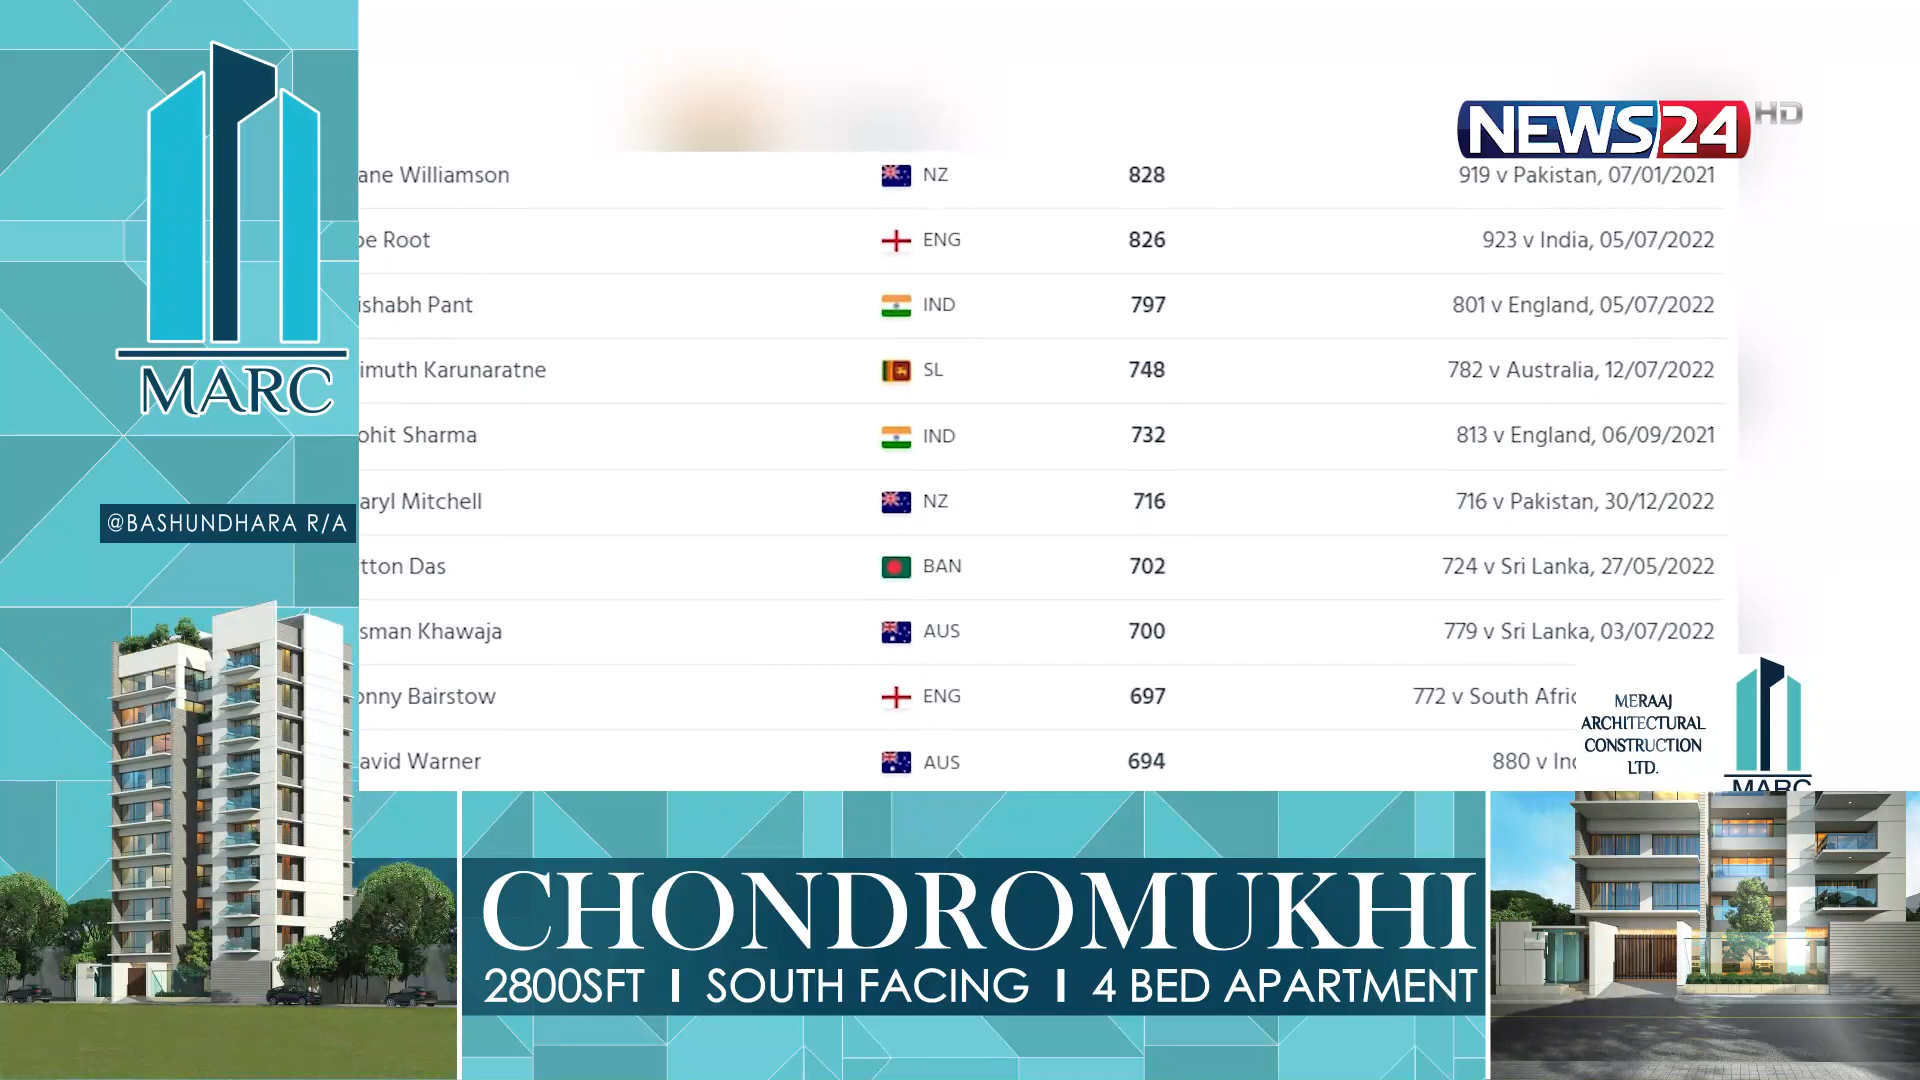 MARC
@BASHUNDHARA R/A
NEWS24 HD
ane Williamson NZ 828 919 v Pakistan, 07/01/2021
oe Root ENG 826 923 v India, 05/07/2022
ishabh Pant IND 797 801 v England, 05/07/2022
imuth Karunaratne SL 748 782 v Australia, 12/07/2022
ohit Sharma IND 732 813 v England, 06/09/2021
aryl Mitchell NZ 716 716 v Pakistan, 30/12/2022
tton Das BAN 702 724 v Sri Lanka, 27/05/2022
sman Khawaja AUS 700 779 v Sri Lanka, 03/07/2022
onny Bairstow ENG 697 772 v South Afric
avid Warner AUS 694 880 v Inc
MERAAJ
ARCHITECTURAL
CONSTRUCTION
LTD.
MARC
CHONDROMUKHI
2800SFT I SOUTH FACING I 4 BED APARTMENT